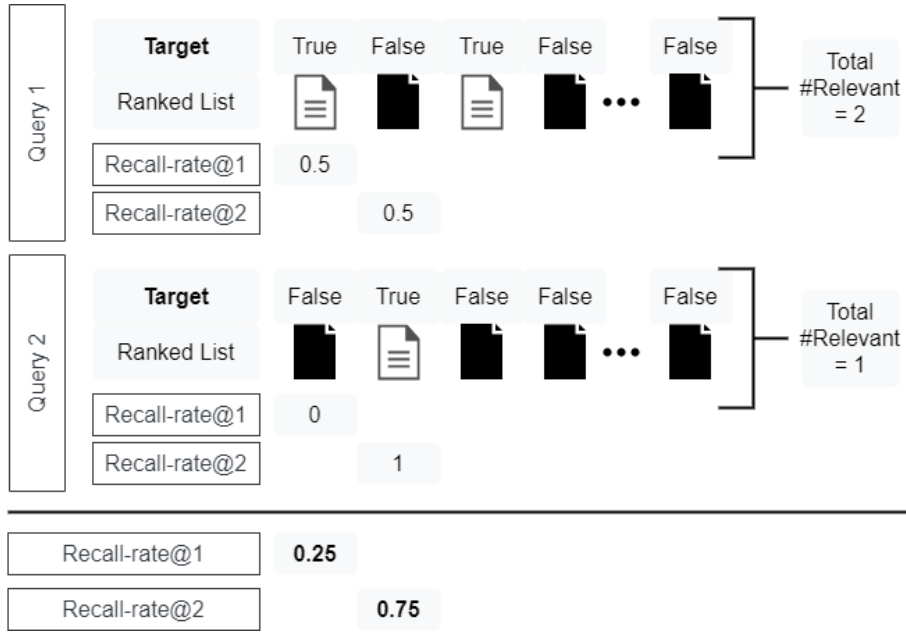 Query 1
Target True False True False False
Ranked List
Total
#Relevant
= 2
Recall-rate@1 0.5
Recall-rate@2 0.5
Query 2
Target False True False False False
Ranked List
Total
#Relevant
= 1
Recall-rate@1 0
Recall-rate@2 1
Recall-rate@1 0.25
Recall-rate@2 0.75